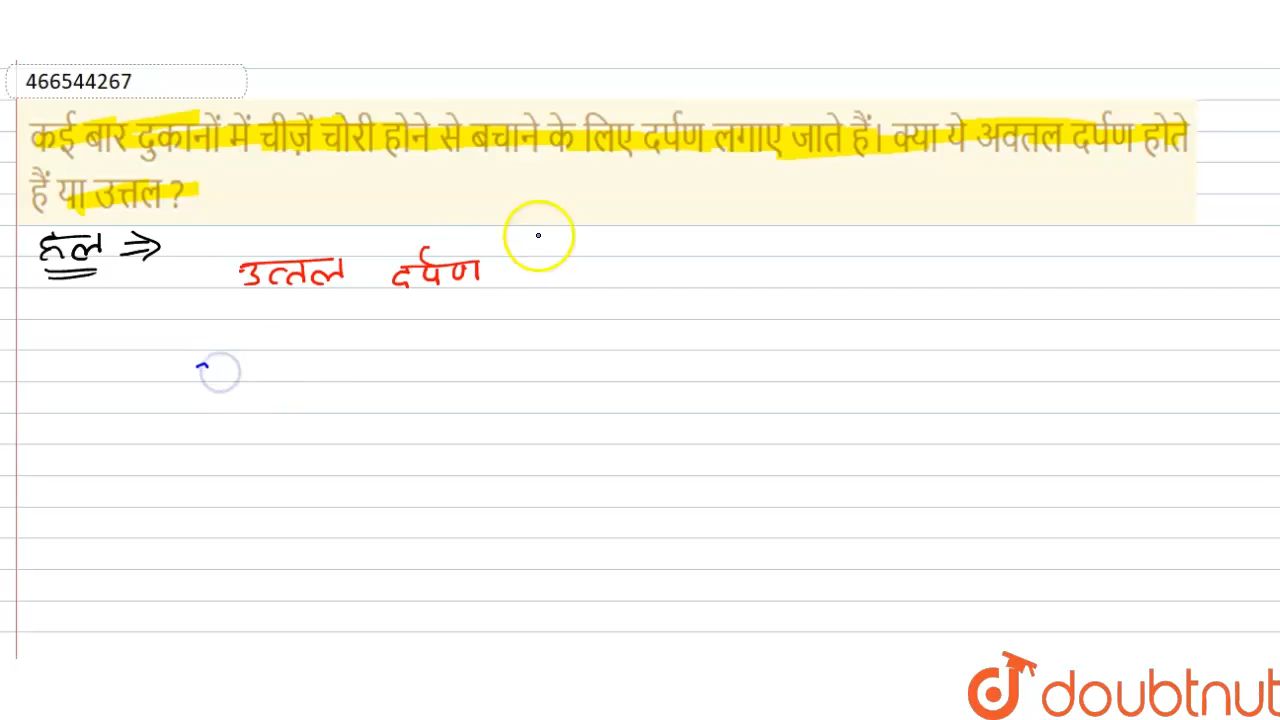 466544267
कई बार दुकानों में चीज़ें चोरी होने से बचाने के लिए दर्पण लगाए जाते हैं। क्या ये अवतल दर्पण होते
हैं या उत्तल ?
हल ⇒
उत्तल दर्पण
doubtnut